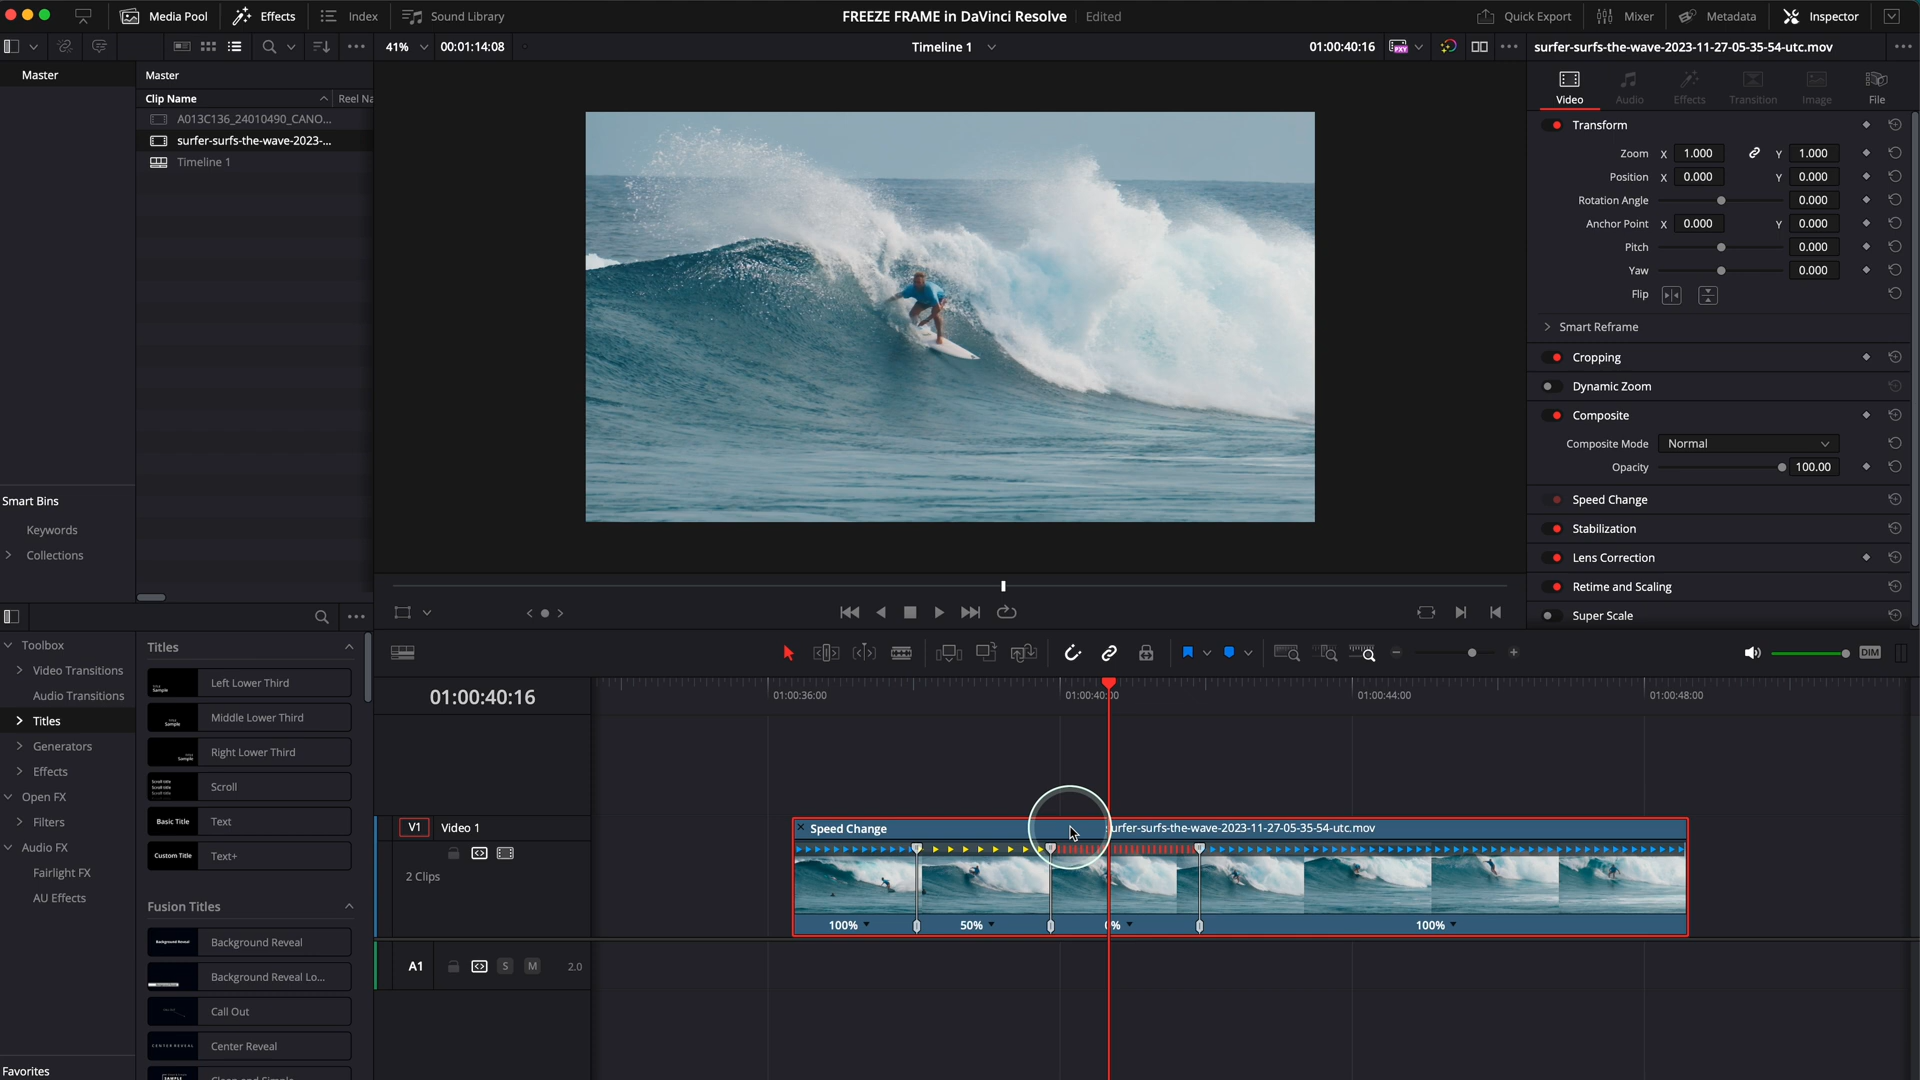 Media Pool
Effects
Index
Sound Library
FREEZE FRAME in DaVinci Resolve
Edited
Quick Export
Mixer
Metadata
Inspector
41%
00:01:14:08
Timeline 1
01:00:40:16
surfer-surfs-the-wave-2023-11-27-05-35-54-utc.mov
Master
Master
Clip Name
Reel Na
A013C136_24010490_CANO...
surfer-surfs-the-wave-2023-...
Timeline 1
Smart Bins
Keywords
Collections
Video
Audio
Effects
Transition
Image
File
Transform
Zoom X 1.000 Y 1.000
Position X 0.000 Y 0.000
Rotation Angle 0.000
Anchor Point X 0.000 Y 0.000
Pitch 0.000
Yaw 0.000
Flip
Smart Reframe
Cropping
Dynamic Zoom
Composite
Composite Mode Normal
Opacity 100.00
Speed Change
Stabilization
Lens Correction
Retime and Scaling
Super Scale
Toolbox
Video Transitions
Audio Transitions
Titles
Generators
Effects
Open FX
Filters
Audio FX
Fairlight FX
AU Effects
Favorites
Titles
Left Lower Third
Middle Lower Third
Right Lower Third
Scroll
Basic Title Text
Custom Title Text+
Fusion Titles
Background Reveal
Background Reveal Lo...
Call Out
CENTER REVEAL Center Reveal
DIM
01:00:40:16
01:00:36:00
01:00:40:00
01:00:44:00
01:00:48:00
V1 Video 1
2 Clips
Speed Change
urfer-surfs-the-wave-2023-11-27-05-35-54-utc.mov
100%
50%
0%
100%
A1 S M 2.0